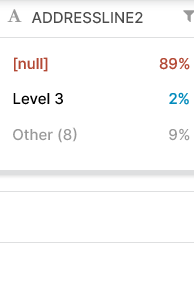 A ADDRESSLINE2
[null] 89%
Level 3 2%
Other (8) 9%